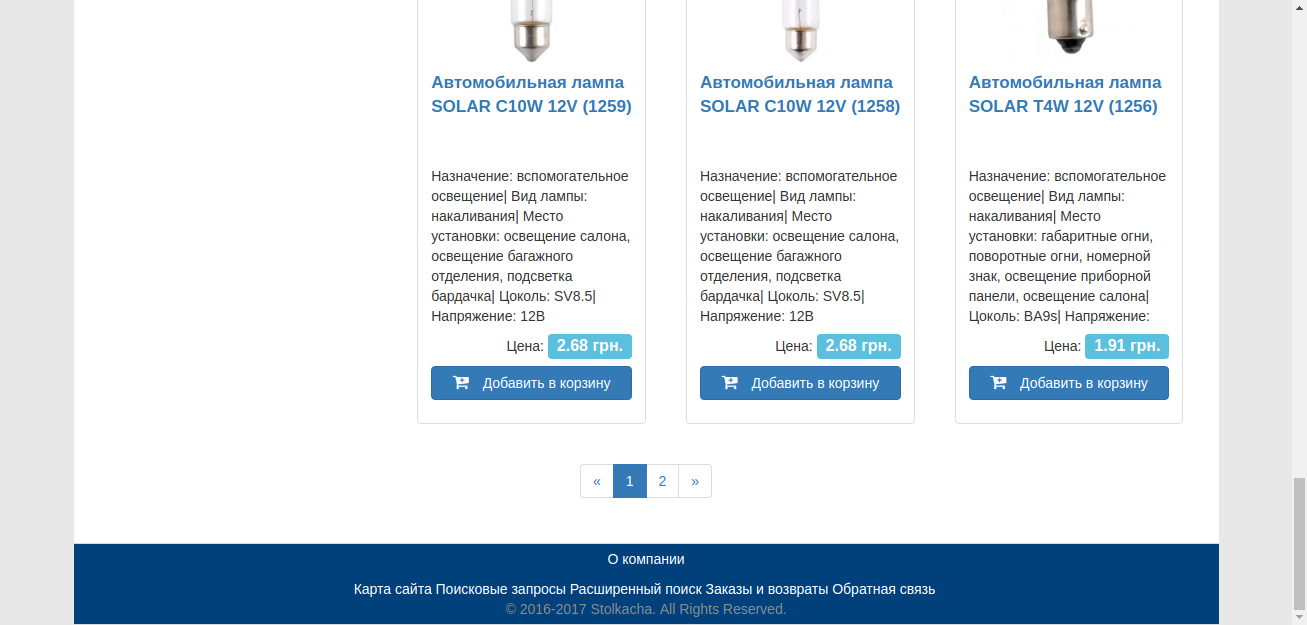 Автомобильная лампа
SOLAR C10W 12V (1259)
Назначение: вспомогательное
освещение| Вид лампы:
накаливания| Место
установки: освещение салона,
освещение багажного
отделения, подсветка
бардачка| Цоколь: SV8.5|
Напряжение: 12В
Цена: 2.68 грн.
Добавить в корзину
Автомобильная лампа
SOLAR C10W 12V (1258)
Назначение: вспомогательное
освещение| Вид лампы:
накаливания| Место
установки: освещение салона,
освещение багажного
отделения, подсветка
бардачка| Цоколь: SV8.5|
Напряжение: 12В
Цена: 2.68 грн.
Добавить в корзину
Автомобильная лампа
SOLAR T4W 12V (1256)
Назначение: вспомогательное
освещение| Вид лампы:
накаливания| Место
установки: габаритные огни,
поворотные огни, номерной
знак, освещение приборной
панели, освещение салона|
Цоколь: BA9s| Напряжение:
Цена: 1.91 грн.
Добавить в корзину
« 1 2 »
О компании
Карта сайта Поисковые запросы Расширенный поиск Заказы и возвраты Обратная связь
© 2016-2017 Stolkacha. All Rights Reserved.